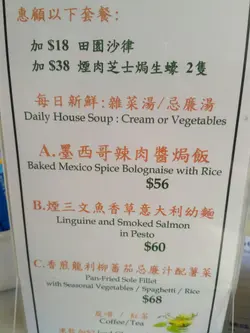 惠顧以下套餐:
加 $18 田園沙律
加 $38 煙肉芝士焗生蠔 2隻
每日新鮮:雜菜湯/忌廉湯
Daily House Soup : Cream or Vegetables
A.墨西哥辣肉醬焗飯
Baked Mexico Spice Bolognaise with Rice
$56
B.煙三文魚香草意大利幼麵
Linguine and Smoked Salmon
in Pesto
$60
C.香煎龍利柳蕃茄忌廉汁配薯菜
Pan-Fried Sole Fillet
with Seasonal Vegetables / Spaghetti / Rice
$68
咖啡 / 紅茶
Coffee/Tea